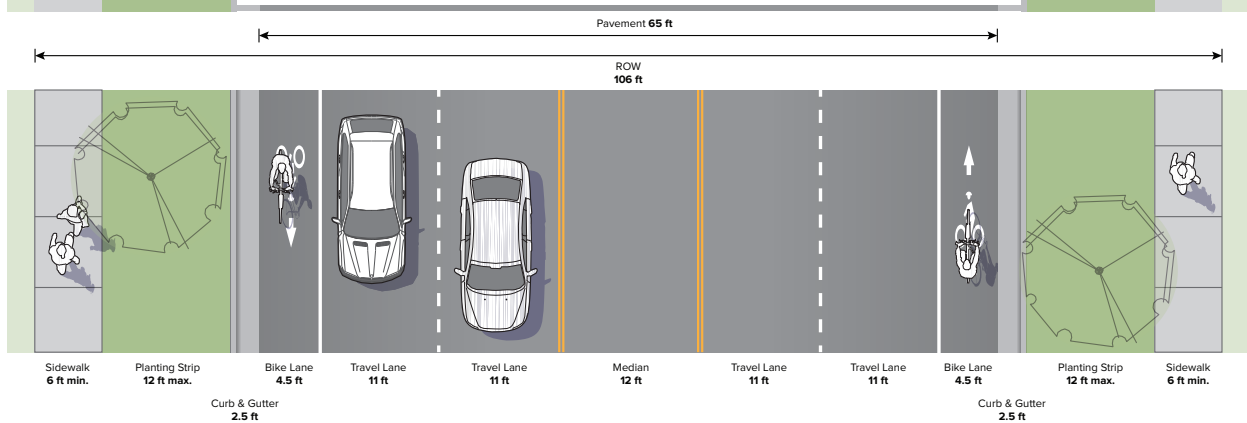 Pavement 65 ft
ROW
106 ft
Sidewalk
6 ft min.
Planting Strip
12 ft max.
Bike Lane
4.5 ft
Travel Lane
11 ft
Travel Lane
11 ft
Median
12 ft
Travel Lane
11 ft
Travel Lane
11 ft
Bike Lane
4.5 ft
Planting Strip
12 ft max.
Sidewalk
6 ft min.
Curb & Gutter
2.5 ft
Curb & Gutter
2.5 ft